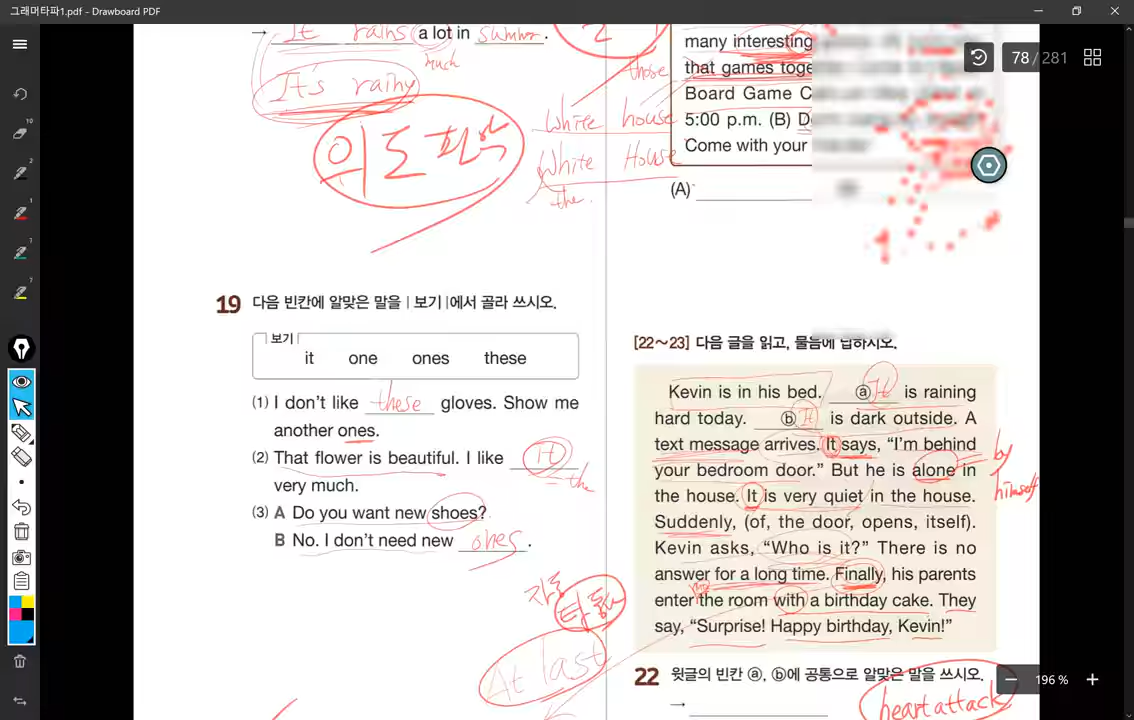 그래머타파1.pdf - Drawboard PDF
78 / 281
→ It rains a lot in summer.
much
It's rainy
의도 파악
2
those
White house
White House
the
many interesting
that games toge
Board Game C
5:00 p.m. (B) D
Come with your
(A)
1
19 다음 빈칸에 알맞은 말을 |보기|에서 골라 쓰시오.
보기
it one ones these
(1) I don't like these gloves. Show me
another ones.
(2) That flower is beautiful. I like it
very much.
the
(3) A Do you want new shoes?
B No. I don't need new ones.
자동
타동사
At last
[22~23] 다음 글을 읽고, 물음에 답하시오.
Kevin is in his bed. ⓐ It is raining
hard today. ⓑ It is dark outside. A
text message arrives. It says, "I'm behind
your bedroom door." But he is alone in
by
himself
the house. It is very quiet in the house.
Suddenly, (of, the door, opens, itself).
Kevin asks, "Who is it?" There is no
answer for a long time. Finally, his parents
enter the room with a birthday cake. They
say, "Surprise! Happy birthday, Kevin!"
22 윗글의 빈칸 ⓐ, ⓑ에 공통으로 알맞은 말을 쓰시오.
→
heart attack
196 %